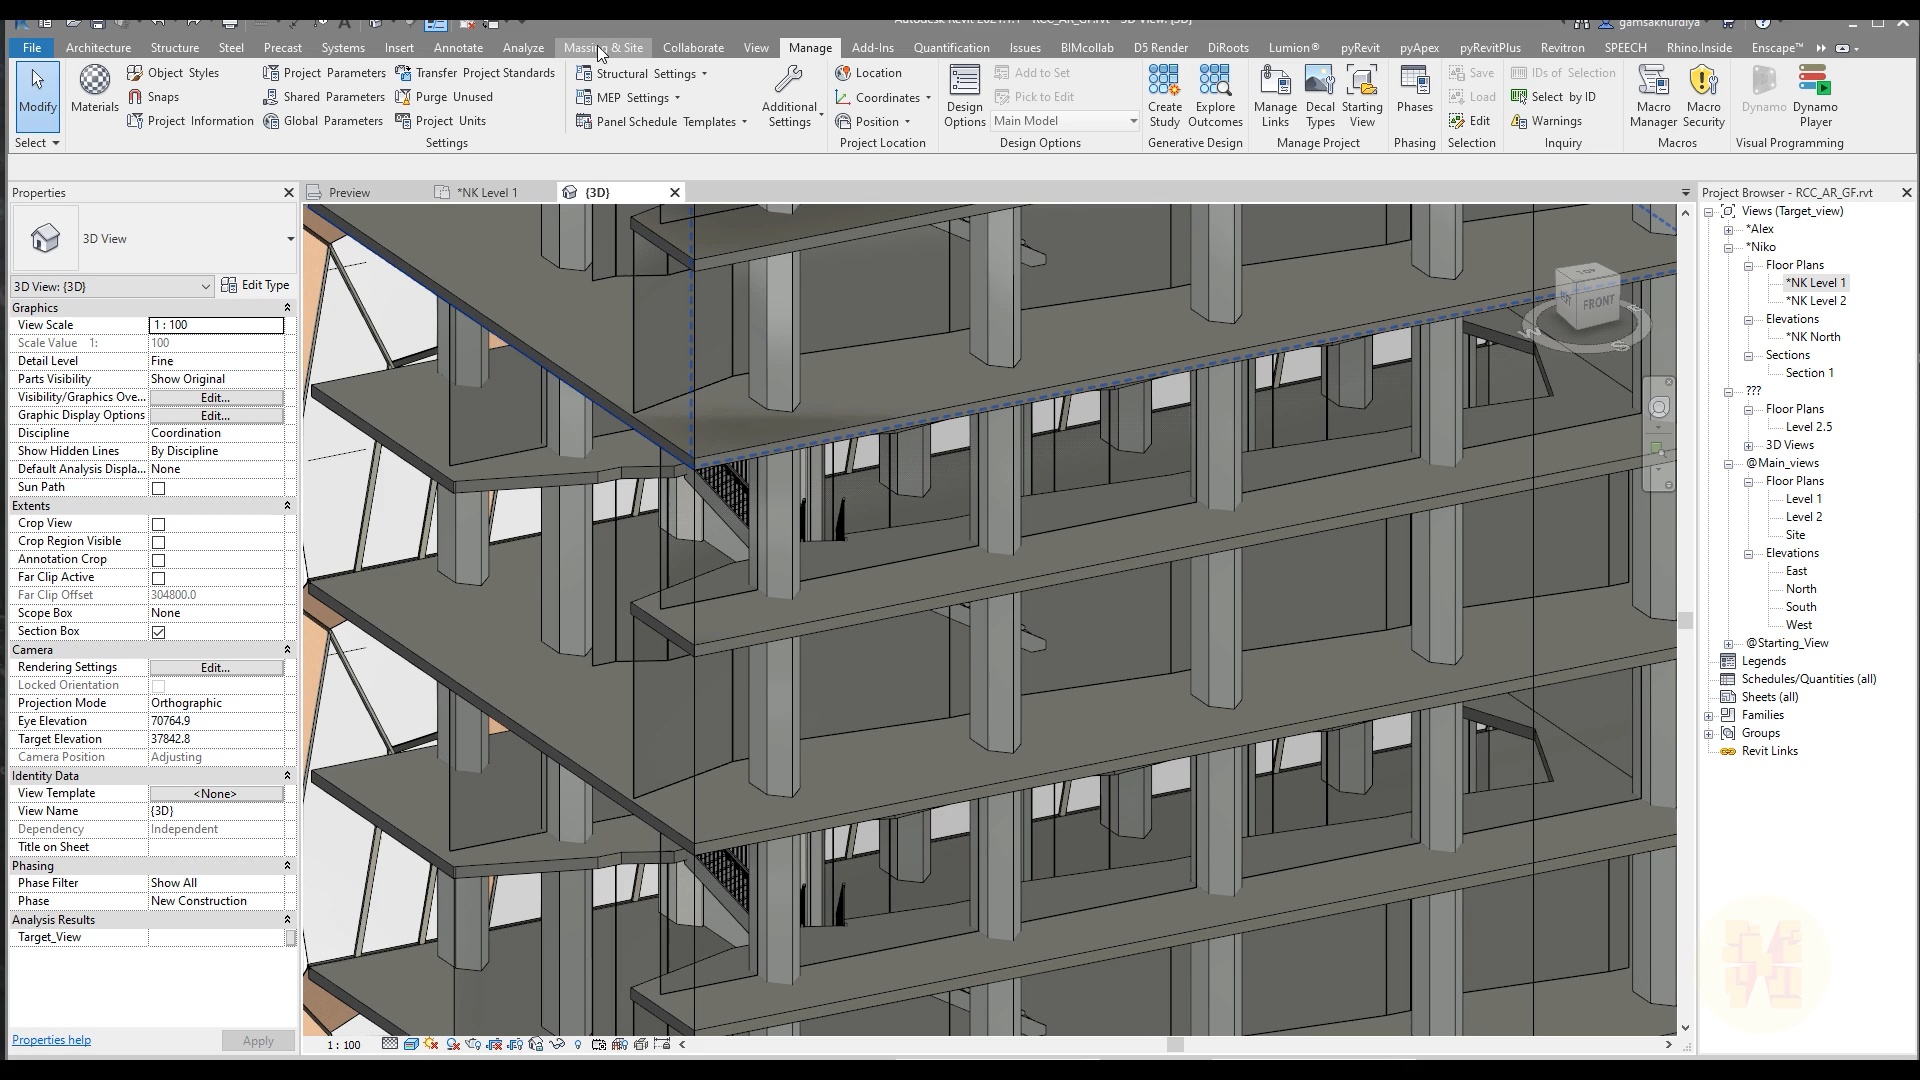 Autodesk Revit 2021.1.1 - RCC_AR_GF.rvt - 3D View: {3D}
gamsakhurdiya
File Architecture Structure Steel Precast Systems Insert Annotate Analyze Massing & Site Collaborate View Manage Add-Ins Quantification Issues BIMcollab D5 Render DiRoots Lumion® pyRevit pyApex pyRevitPlus Revitron SPEECH Rhino.Inside Enscape™
Object Styles Project Parameters Transfer Project Standards Structural Settings Location Add to Set Save IDs of Selection
Snaps Shared Parameters Purge Unused MEP Settings Coordinates Pick to Edit Load Select by ID
Modify Materials Additional Settings Design Options Create Study Explore Outcomes Manage Links Decal Types Starting View Phases Macro Manager Macro Security Dynamo Dynamo Player
Project Information Global Parameters Project Units Panel Schedule Templates Position Main Model Edit Warnings
Select Settings Project Location Design Options Generative Design Manage Project Phasing Selection Inquiry Macros Visual Programming
Properties
Preview *NK Level 1 {3D}
Project Browser - RCC_AR_GF.rvt
3D View
3D View: {3D} Edit Type
Graphics
View Scale 1 : 100
Scale Value 1: 100
Detail Level Fine
Parts Visibility Show Original
Visibility/Graphics Ove... Edit...
Graphic Display Options Edit...
Discipline Coordination
Show Hidden Lines By Discipline
Default Analysis Displa... None
Sun Path
Extents
Crop View
Crop Region Visible
Annotation Crop
Far Clip Active
Far Clip Offset 304800.0
Scope Box None
Section Box
Camera
Rendering Settings Edit...
Locked Orientation
Projection Mode Orthographic
Eye Elevation 70764.9
Target Elevation 37842.8
Camera Position Adjusting
Identity Data
View Template <None>
View Name {3D}
Dependency Independent
Title on Sheet
Phasing
Phase Filter Show All
Phase New Construction
Analysis Results
Target_View
Properties help Apply
TOP
FRONT
W
S
1 : 100
Views (Target_view)
*Alex
*Niko
Floor Plans
*NK Level 1
*NK Level 2
Elevations
*NK North
Sections
Section 1
???
Floor Plans
Level 2.5
3D Views
@Main_views
Floor Plans
Level 1
Level 2
Site
Elevations
East
North
South
West
@Starting_View
Legends
Schedules/Quantities (all)
Sheets (all)
Families
Groups
Revit Links